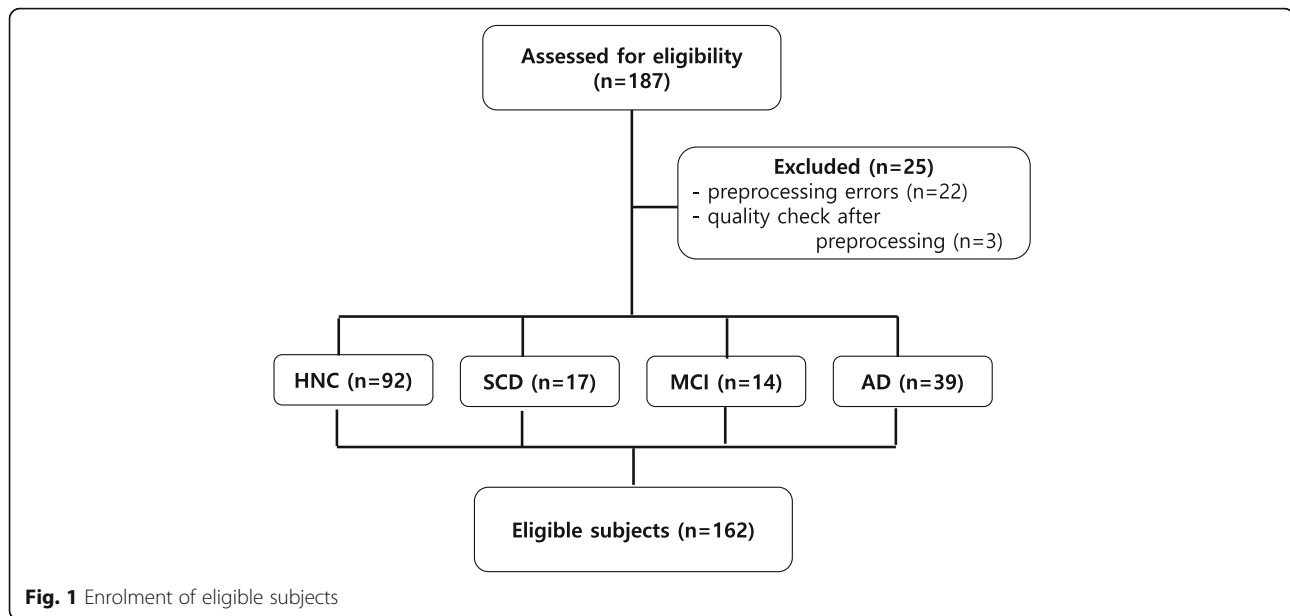 Assessed for eligibility
(n=187)
Excluded (n=25)
- preprocessing errors (n=22)
- quality check after
preprocessing (n=3)
HNC (n=92)
SCD (n=17)
MCI (n=14)
AD (n=39)
Eligible subjects (n=162)
Fig. 1 Enrolment of eligible subjects